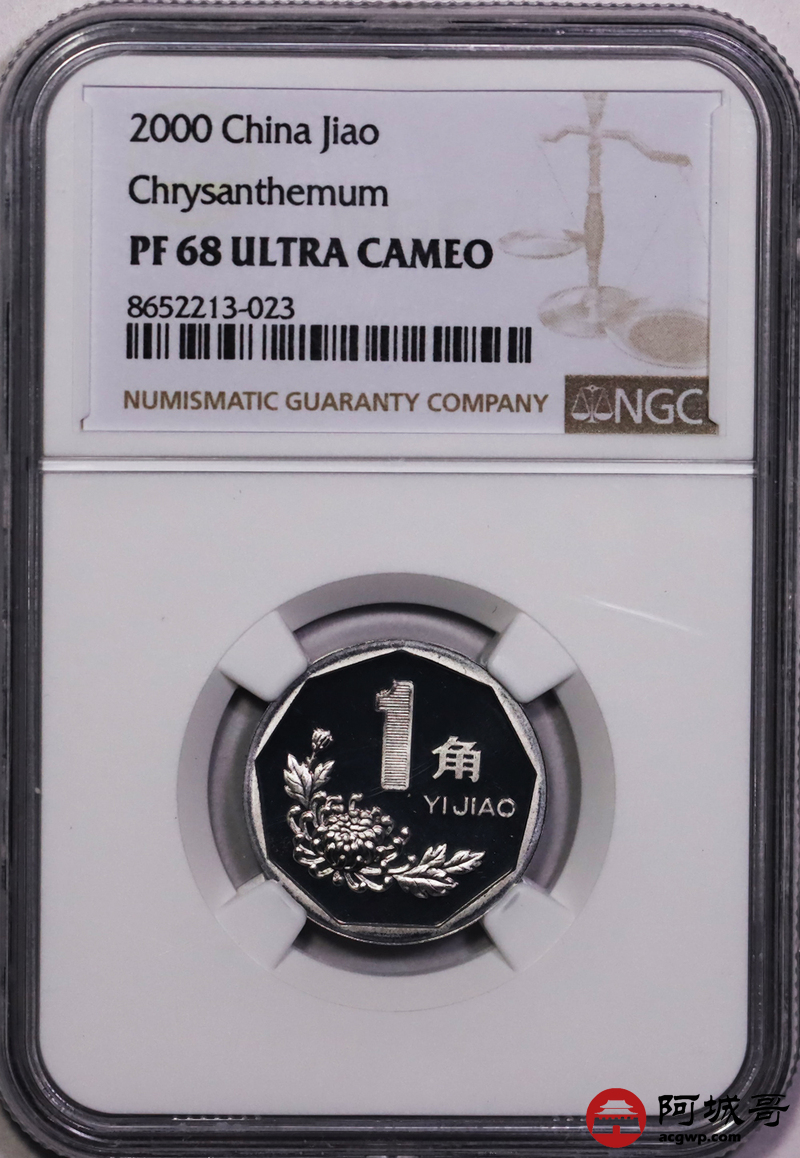 2000 China Jiao
Chrysanthemum
PF 68 ULTRA CAMEO
8652213-023
NUMISMATIC GUARANTY COMPANY
NGC
1
角
YIJIAO
阿城哥
acgwp.com